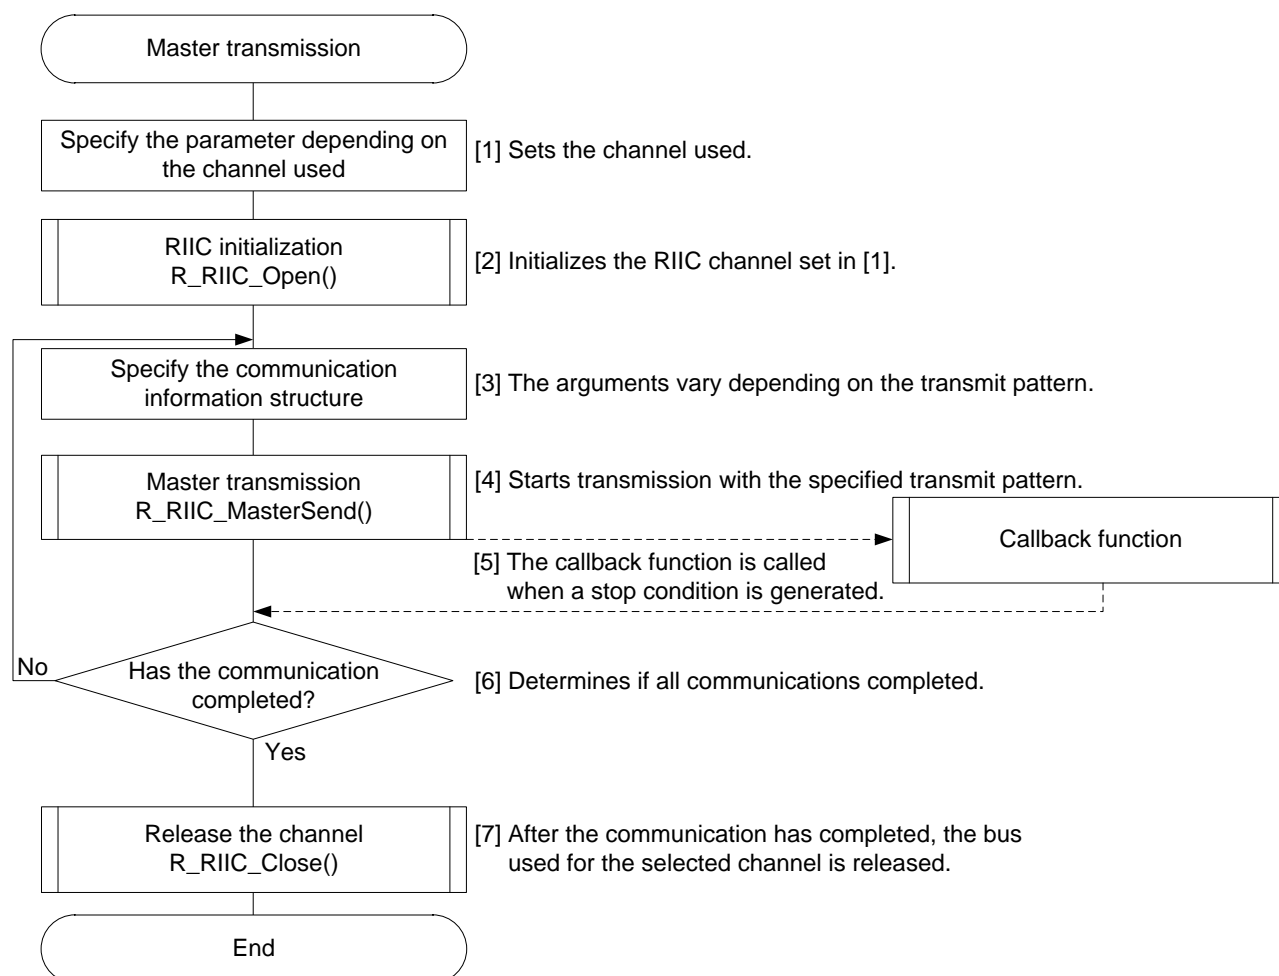 Master transmission
Specify the parameter depending on
the channel used
[1] Sets the channel used.
RIIC initialization
R_RIIC_Open()
[2] Initializes the RIIC channel set in [1].
Specify the communication
information structure
[3] The arguments vary depending on the transmit pattern.
Master transmission
R_RIIC_MasterSend()
[4] Starts transmission with the specified transmit pattern.
Callback function
[5] The callback function is called
when a stop condition is generated.
No
Has the communication
completed?
[6] Determines if all communications completed.
Yes
Release the channel
R_RIIC_Close()
[7] After the communication has completed, the bus
used for the selected channel is released.
End